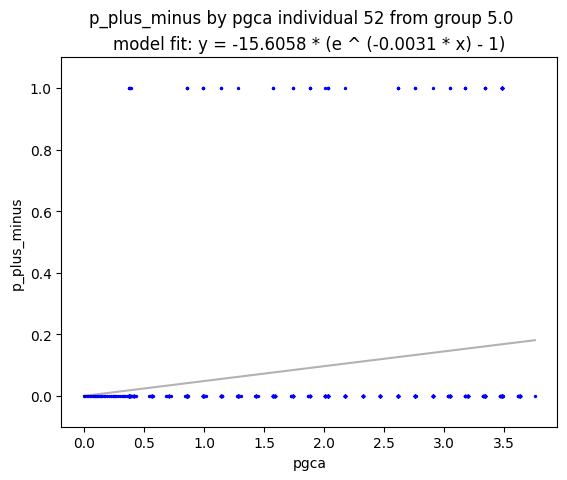 p_plus_minus by pgca individual 52 from group 5.0
model fit: y = -15.6058 * (e ^ (-0.0031 * x) - 1)
1.0
0.8
0.6
0.4
0.2
0.0
p_plus_minus
0.0 0.5 1.0 1.5 2.0 2.5 3.0 3.5
pgca